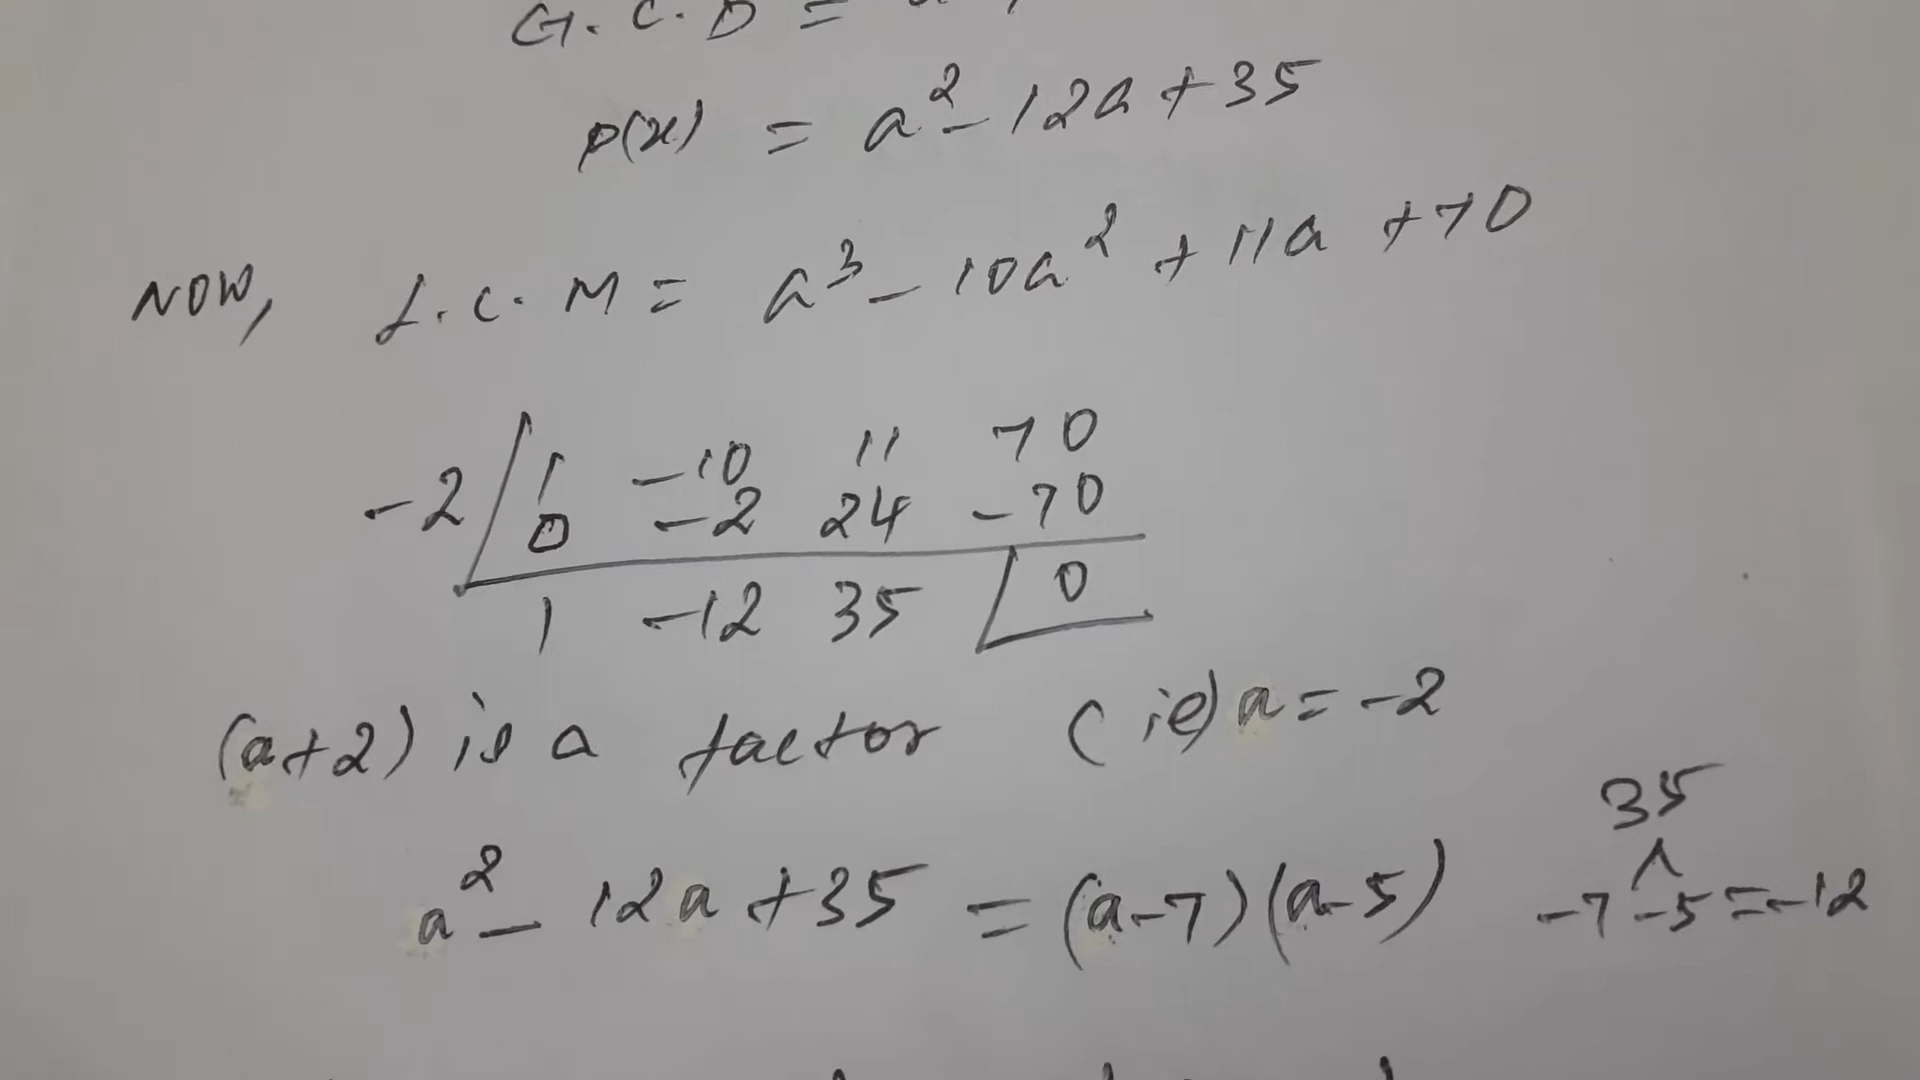 G.C.D =
p(x) = a² - 12a + 35
NOW, L.C.M = a³ - 10a² + 11a + 70
-2 | 1 -10 11 70
0 -2 24 -70
1 -12 35 | 0
(a+2) is a factor (ie) a = -2
35
a² - 12a + 35 = (a-7)(a-5) -7 -5 = -12